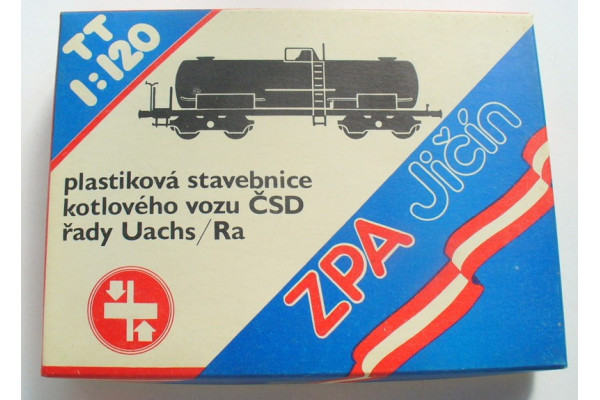 TT
1:120
plastiková stavebnice
kotlového vozu ČSD
řady Uachs/Ra
ZPA Jičín